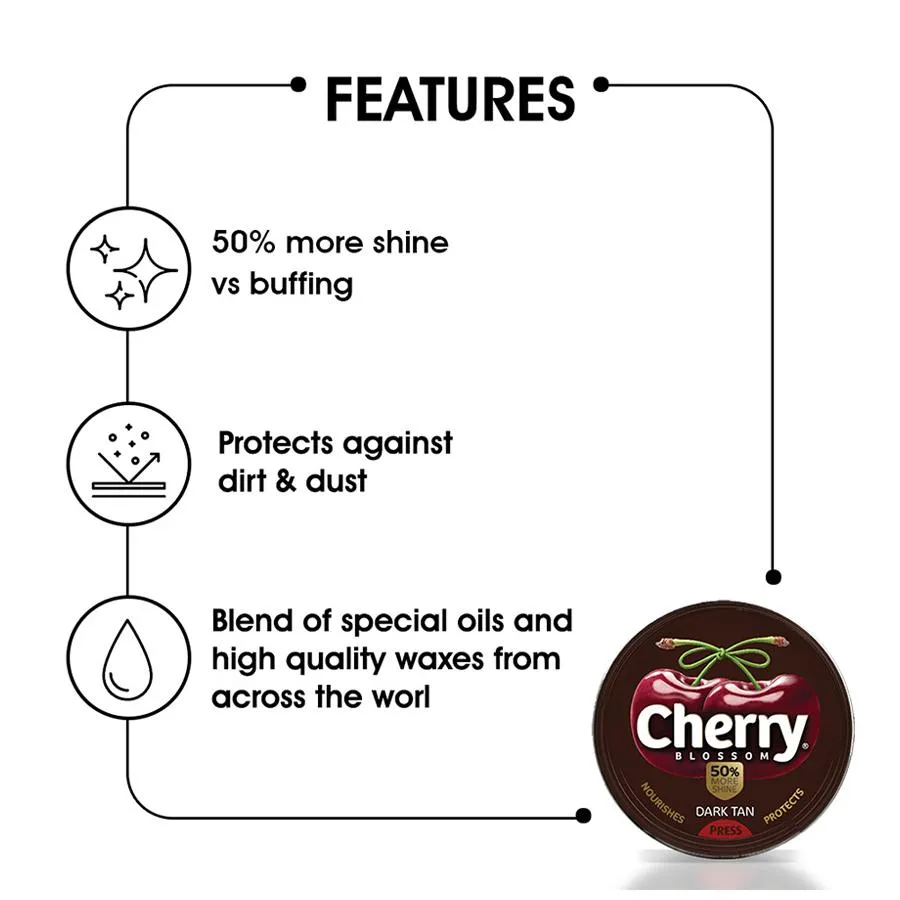 FEATURES
50% more shine
vs buffing
Protects against
dirt & dust
Blend of special oils and
high quality waxes from
across the worl
Cherry®
BLOSSOM
50%
MORE
SHINE
NOURISHES
DARK TAN
PROTECTS
PRESS